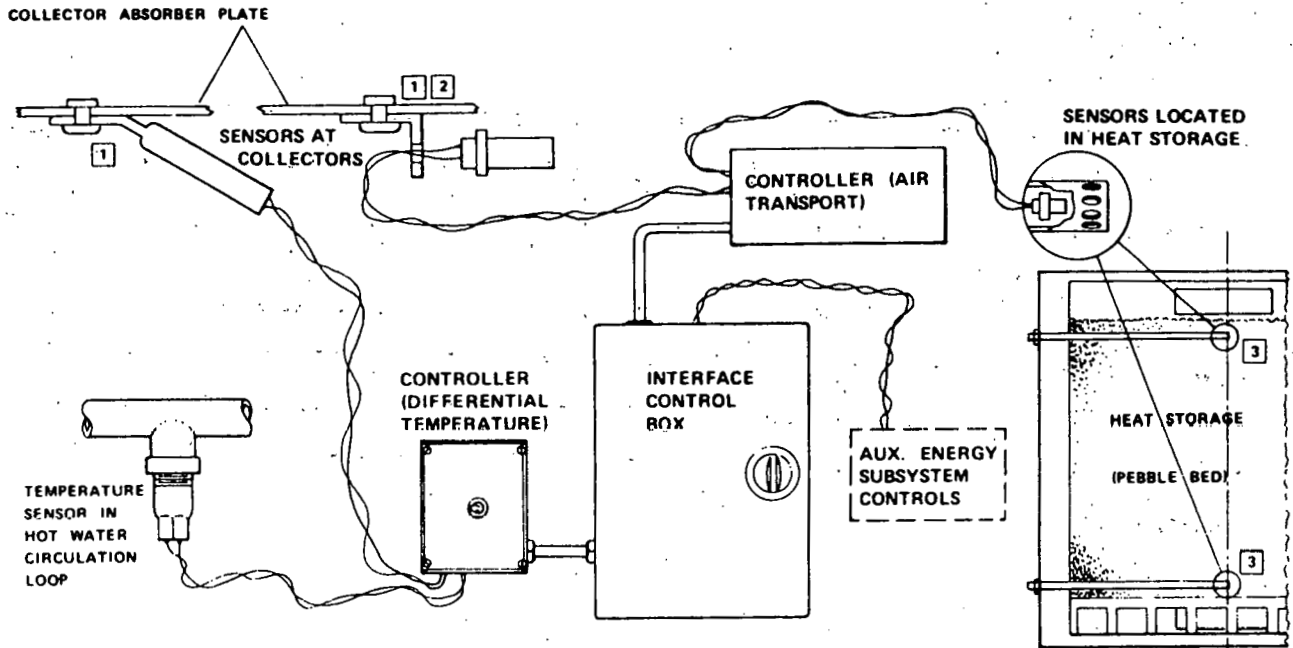 COLLECTOR ABSORBER PLATE
1 2
SENSORS AT
COLLECTORS
1
SENSORS LOCATED
IN HEAT STORAGE
CONTROLLER (AIR
TRANSPORT)
3
CONTROLLER
(DIFFERENTIAL
TEMPERATURE)
INTERFACE
CONTROL
BOX
HEAT STORAGE
(PEBBLE BED)
AUX. ENERGY
SUBSYSTEM
CONTROLS
TEMPERATURE
SENSOR IN
HOT WATER
CIRCULATION
LOOP
3